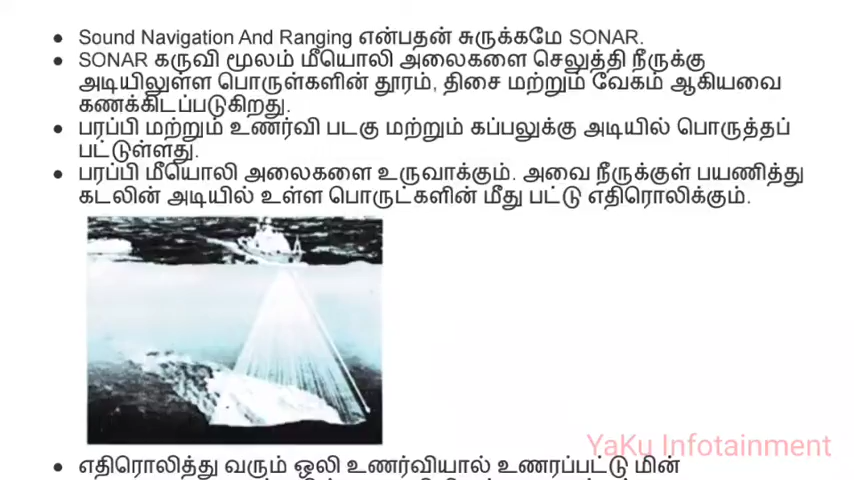 ● Sound Navigation And Ranging என்பதன் சுருக்கமே SONAR.
● SONAR கருவி மூலம் மீயொலி அலைகளை செலுத்தி நீருக்கு
அடியிலுள்ள பொருள்களின் தூரம், திசை மற்றும் வேகம் ஆகியவை
கணக்கிடப்படுகிறது.
● பரப்பி மற்றும் உணர்வி படகு மற்றும் கப்பலுக்கு அடியில் பொருத்தப்
பட்டுள்ளது.
● பரப்பி மீயொலி அலைகளை உருவாக்கும். அவை நீருக்குள் பயணித்து
கடலின் அடியில் உள்ள பொருட்களின் மீது பட்டு எதிரொலிக்கும்.
YaKu Infotainment
● எதிரொலித்து வரும் ஒலி உணர்வியால் உணரப்பட்டு மின்